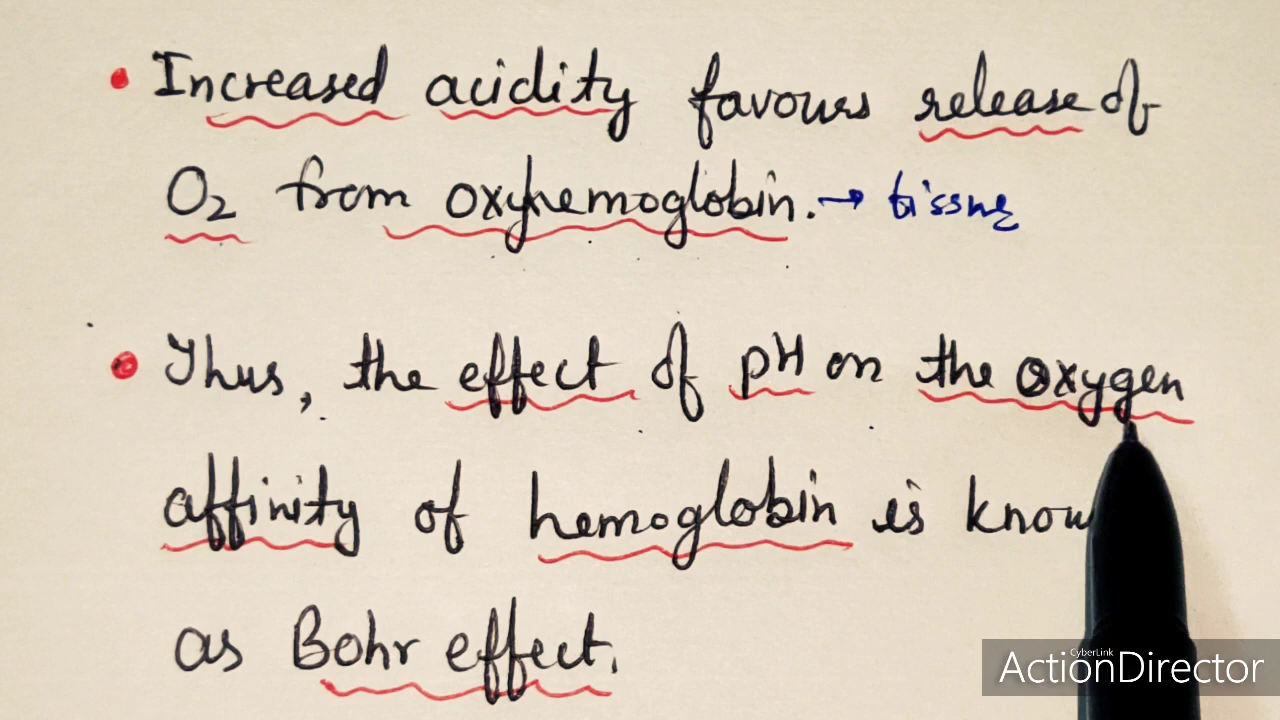 • Increased acidity favours release of
O2 from oxyhemoglobin. → tissue
• Thus, the effect of pH on the oxygen
affinity of hemoglobin is know
as Bohr effect.
CyberLink
ActionDirector